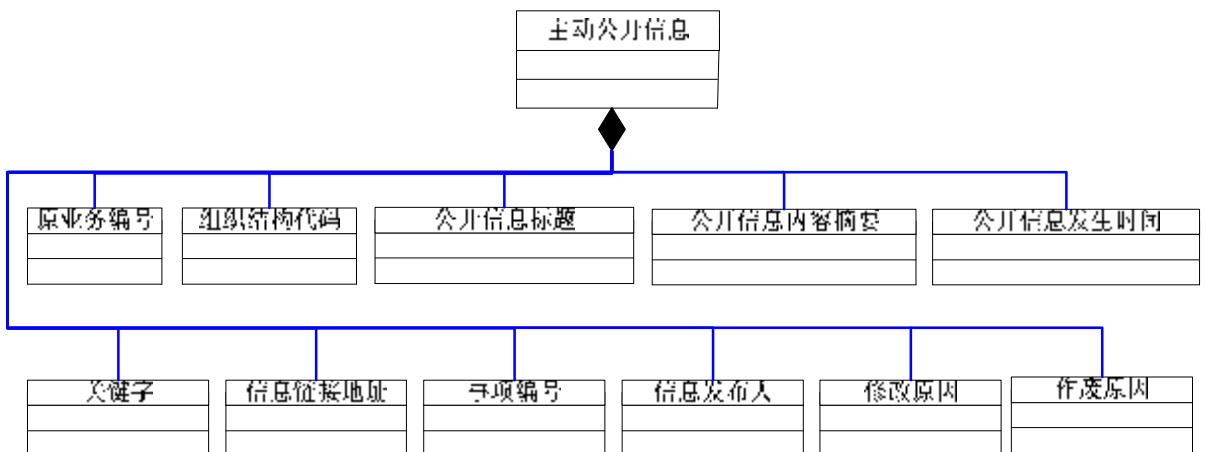 主动公开信息
原业务编号
组织结构代码
公开信息标题
公开信息内容摘要
公开信息发生时间
关键字
信息链接地址
事项编号
信息发布人
修改原因
作废原因